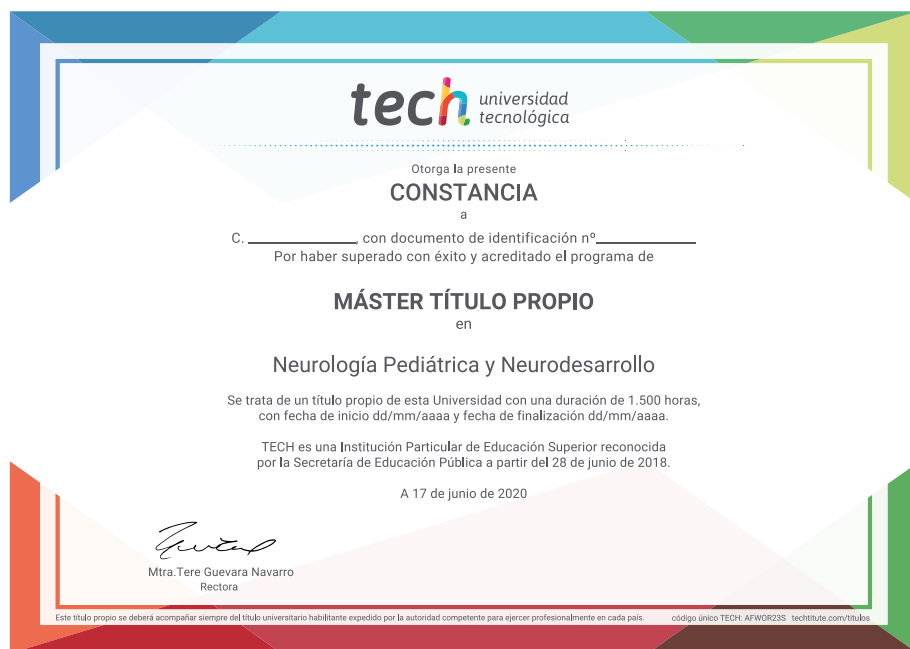 tech universidad
tecnológica
Otorga la presente
CONSTANCIA
a
C. ____________, con documento de identificación nº___________
Por haber superado con éxito y acreditado el programa de
MÁSTER TÍTULO PROPIO
en
Neurología Pediátrica y Neurodesarrollo
Se trata de un título propio de esta Universidad con una duración de 1.500 horas,
con fecha de inicio dd/mm/aaaa y fecha de finalización dd/mm/aaaa.
TECH es una Institución Particular de Educación Superior reconocida
por la Secretaría de Educación Pública a partir del 28 de junio de 2018.
A 17 de junio de 2020
Mtra.Tere Guevara Navarro
Rectora
Este título propio se deberá acompañar siempre del título universitario habilitante expedido por la autoridad competente para ejercer profesionalmente en cada país. código único TECH: AFWOR23S techtitute.com/titulos